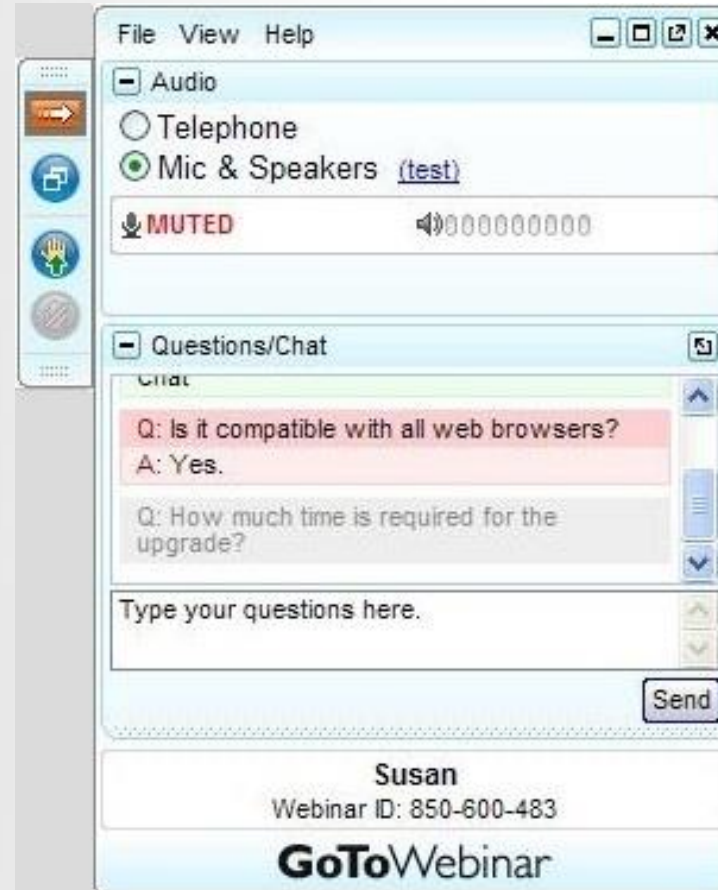 File View Help
Audio
Telephone
Mic & Speakers (test)
MUTED
Questions/Chat
Chat
Q: Is it compatible with all web browsers?
A: Yes.
Q: How much time is required for the
upgrade?
Type your questions here.
Send
Susan
Webinar ID: 850-600-483
GoToWebinar